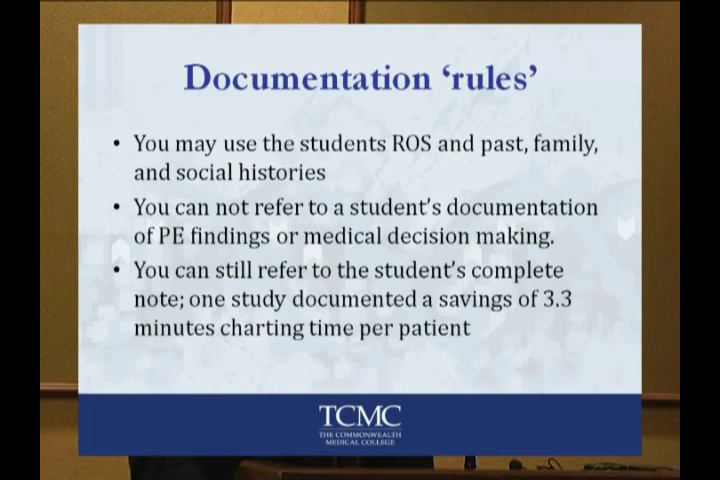 Documentation ‘rules’
• You may use the students ROS and past, family,
and social histories
• You can not refer to a student’s documentation
of PE findings or medical decision making.
• You can still refer to the student’s complete
note; one study documented a savings of 3.3
minutes charting time per patient
TCMC
THE COMMONWEALTH
MEDICAL COLLEGE